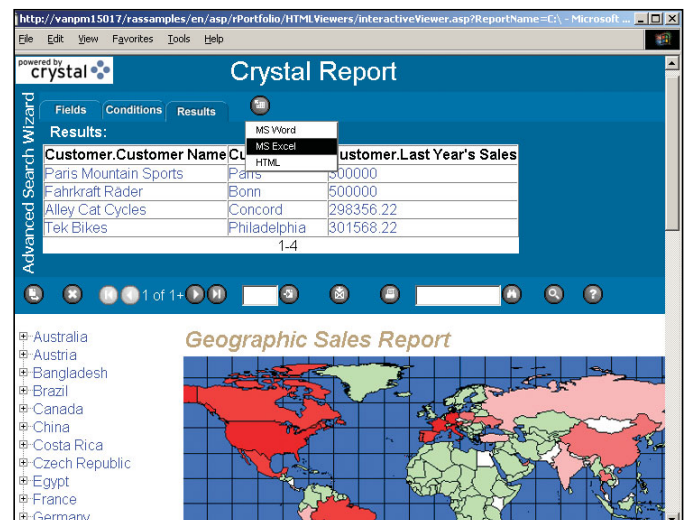 http://vanpm15017/rassamples/en/asp/rPortfolio/HTMLViewers/interactiveViewer.asp?ReportName=C:\ - Microsoft ...
File Edit View Favorites Tools Help
powered by
crystal
Crystal Report
Advanced Search Wizard
Fields Conditions Results
Results:
MS Word
MS Excel
HTML
Customer.Customer Name Cu ustomer.Last Year's Sales
Paris Mountain Sports Paris 300000
Fahrkraft Räder Bonn 500000
Alley Cat Cycles Concord 298356.22
Tek Bikes Philadelphia 301568.22
1-4
1 of 1+
Geographic Sales Report
Australia
Austria
Bangladesh
Brazil
Canada
China
Costa Rica
Czech Republic
Egypt
France
Germany